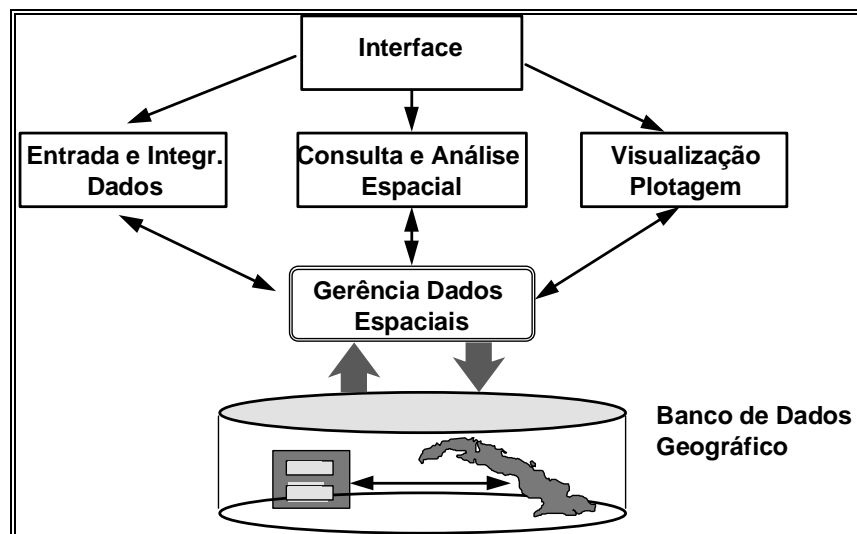 Interface
Entrada e Integr.
Dados
Consulta e Análise
Espacial
Visualização
Plotagem
Gerência Dados
Espaciais
Banco de Dados
Geográfico